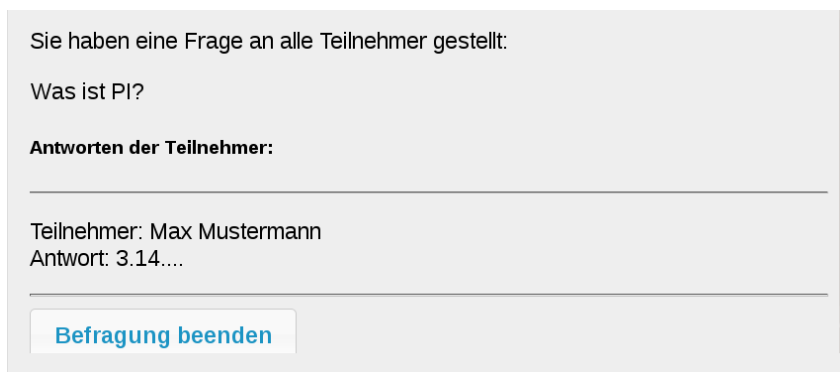 Sie haben eine Frage an alle Teilnehmer gestellt:
Was ist PI?
Antworten der Teilnehmer:
Teilnehmer: Max Mustermann
Antwort: 3.14....
Befragung beenden